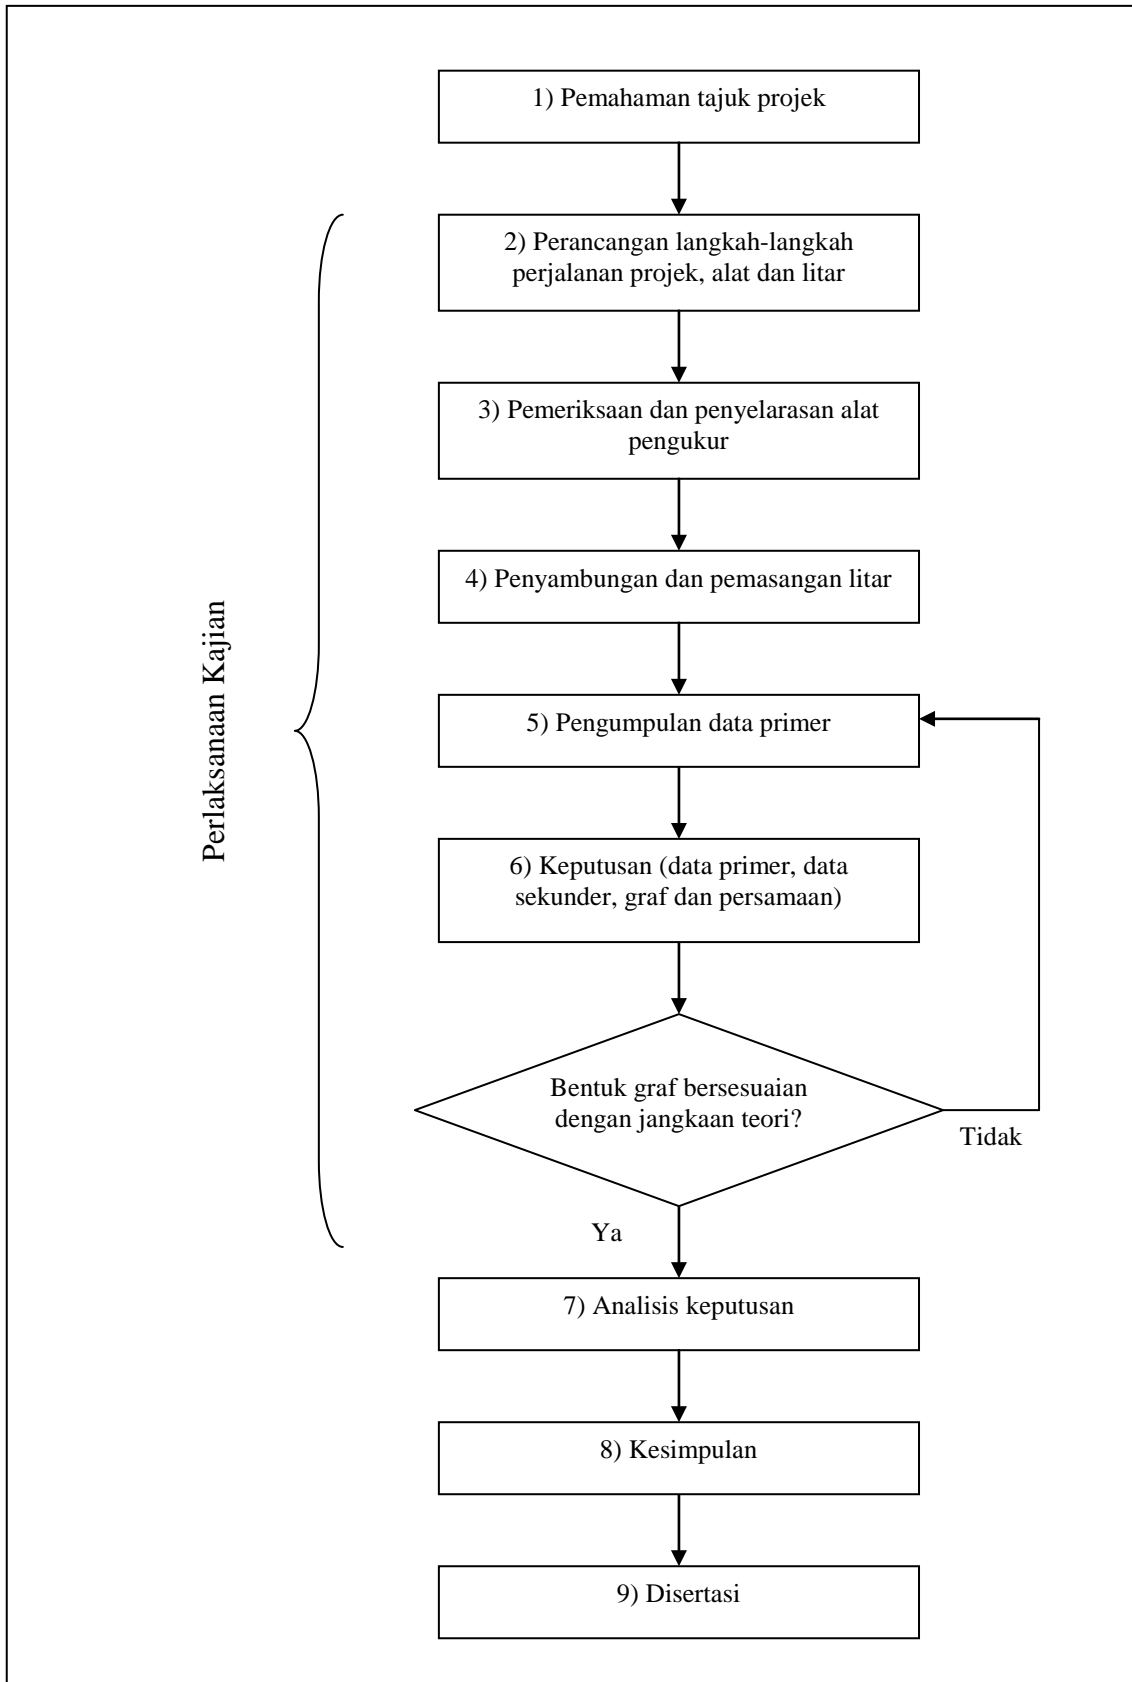 1) Pemahaman tajuk projek
2) Perancangan langkah-langkah
perjalanan projek, alat dan litar
3) Pemeriksaan dan penyelarasan alat
pengukur
4) Penyambungan dan pemasangan litar
Perlaksanaan Kajian
5) Pengumpulan data primer
6) Keputusan (data primer, data
sekunder, graf dan persamaan)
Bentuk graf bersesuaian
dengan jangkaan teori?
Tidak
Ya
7) Analisis keputusan
8) Kesimpulan
9) Disertasi